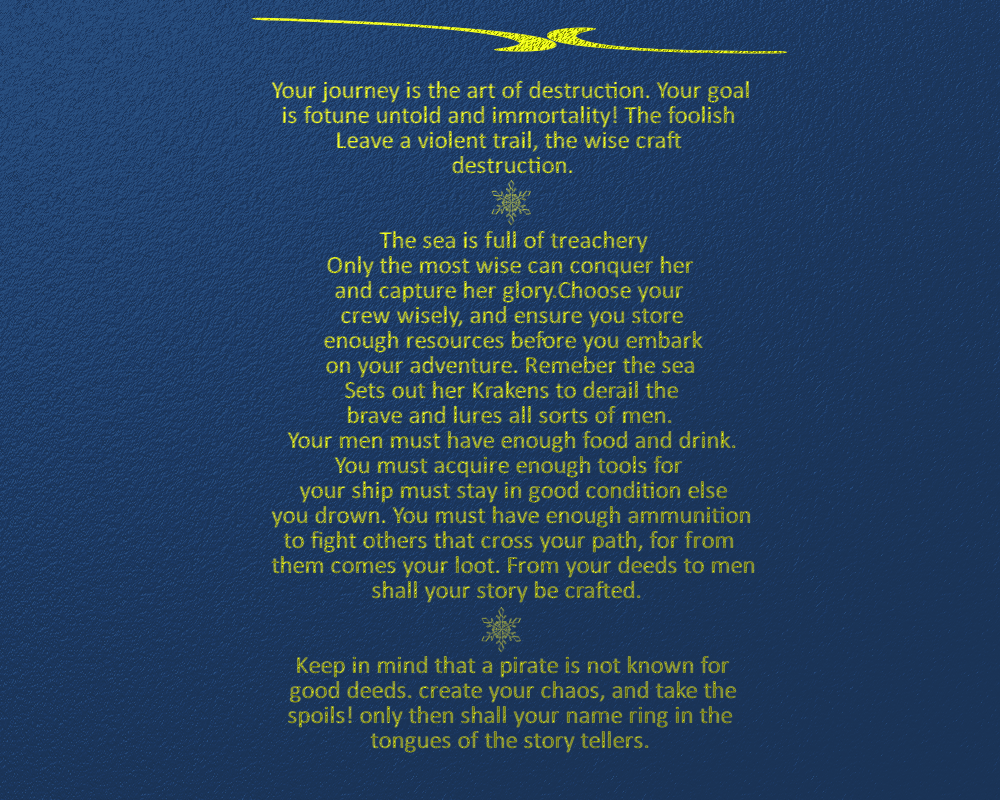 Your journey is the art of destruction. Your goal
is fotune untold and immortality! The foolish
Leave a violent trail, the wise craft
destruction.
The sea is full of treachery
Only the most wise can conquer her
and capture her glory.Choose your
crew wisely, and ensure you store
enough resources before you embark
on your adventure. Remeber the sea
Sets out her Krakens to derail the
brave and lures all sorts of men.
Your men must have enough food and drink.
You must acquire enough tools for
your ship must stay in good condition else
you drown. You must have enough ammunition
to fight others that cross your path, for from
them comes your loot. From your deeds to men
shall your story be crafted.
Keep in mind that a pirate is not known for
good deeds. create your chaos, and take the
spoils! only then shall your name ring in the
tongues of the story tellers.